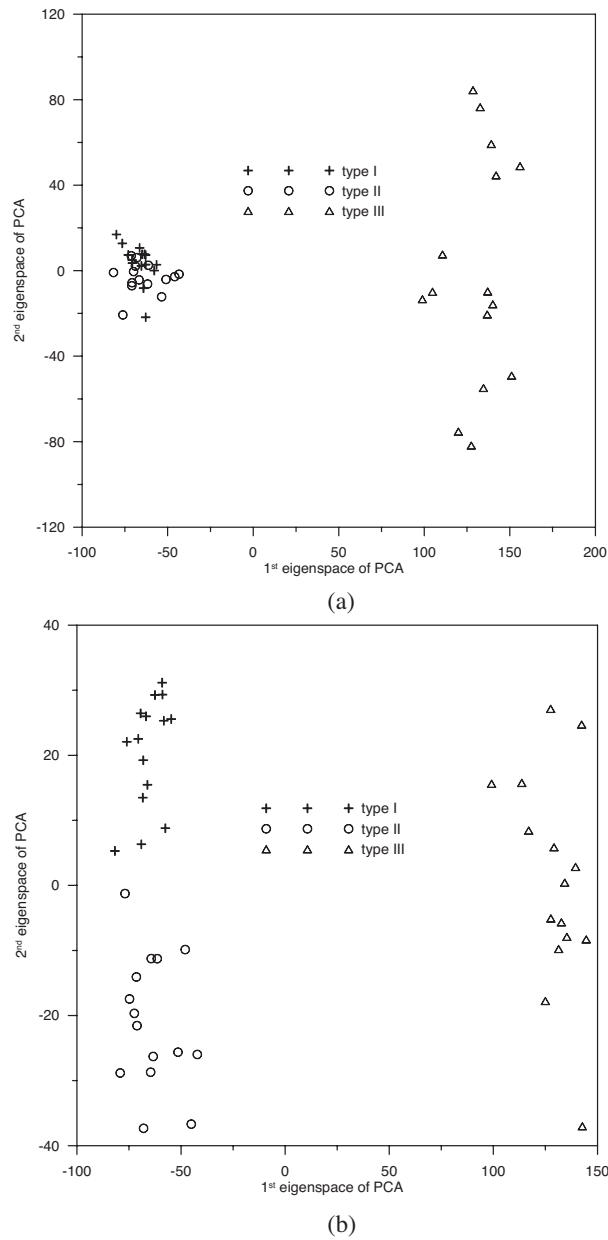 120
80
40
0
-40
-80
-120
2nd eigenspace of PCA
type I
type II
type III
-100 -50 0 50 100 150 200
1st eigenspace of PCA
(a)
40
20
0
-20
-40
2nd eigenspace of PCA
type I
type II
type III
-100 -50 0 50 100 150
1st eigenspace of PCA
(b)